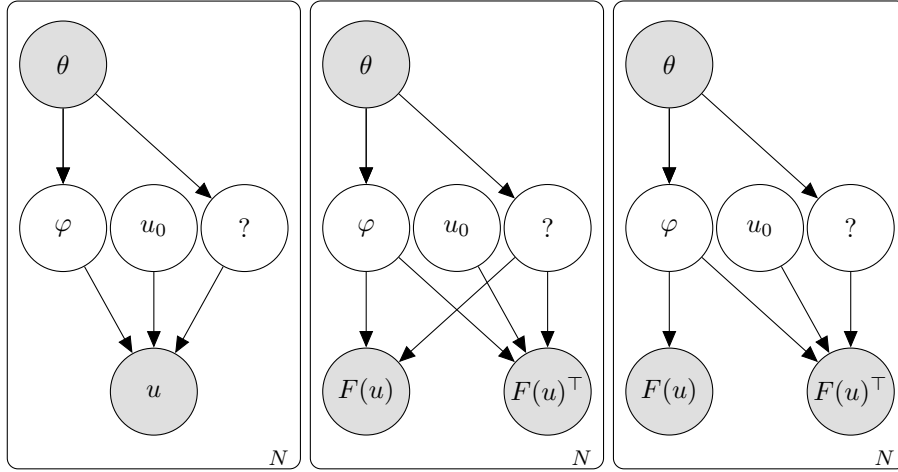 θ θ θ
φ u₀ ? φ u₀ ? φ u₀ ?
u F(u) F(u)^⊤ F(u) F(u)^⊤
N N N